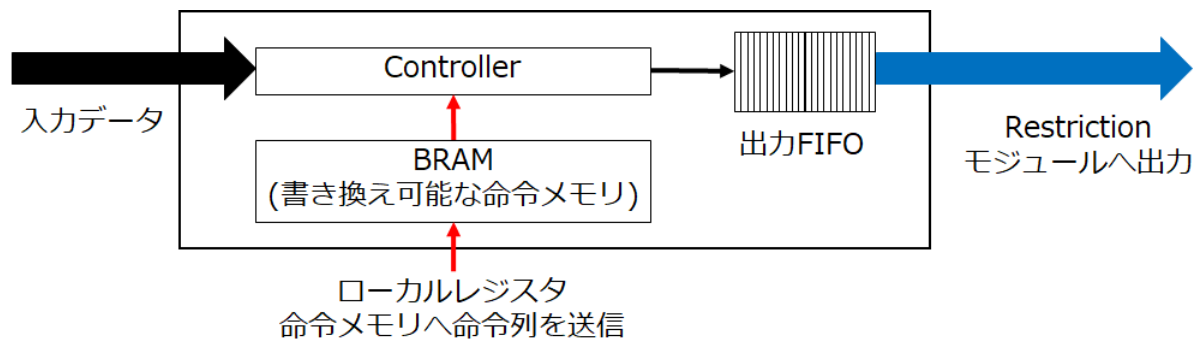 入力データ
Controller
BRAM
(書き換え可能な命令メモリ)
出力FIFO
Restriction
モジュールへ出力
ローカルレジスタ
命令メモリへ命令列を送信